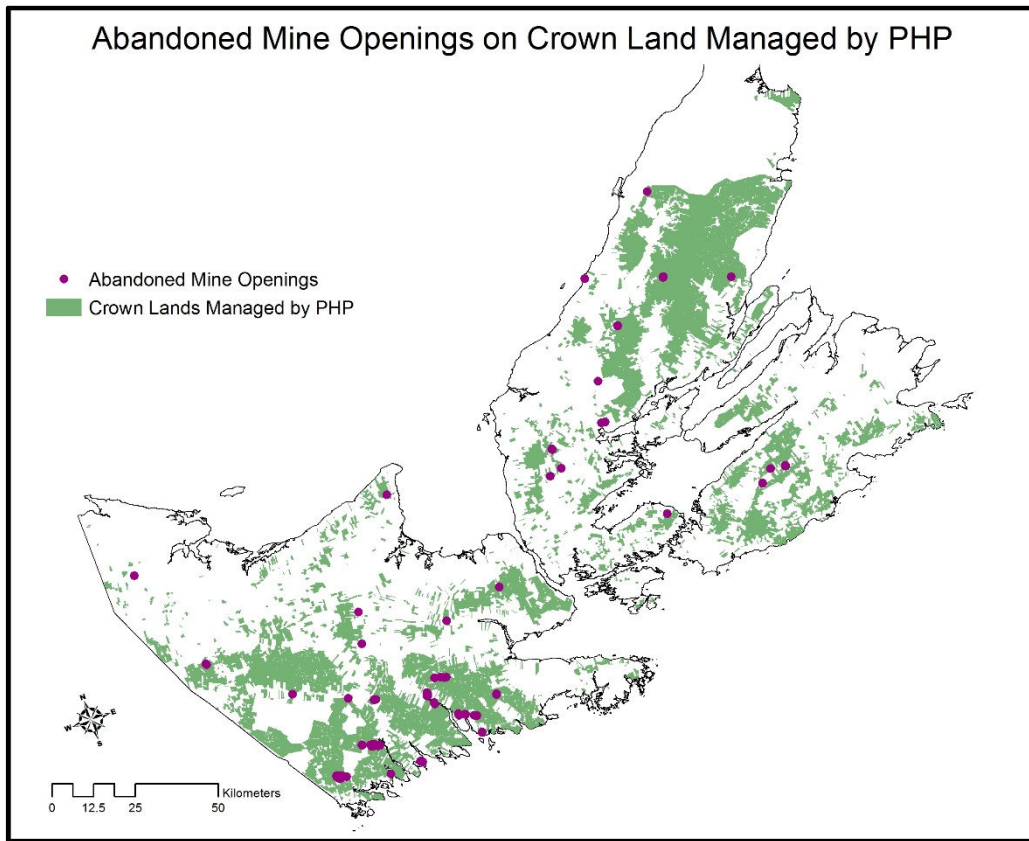 Abandoned Mine Openings on Crown Land Managed by PHP
Abandoned Mine Openings
Crown Lands Managed by PHP
N
W E
S
Kilometers
0 12.5 25 50